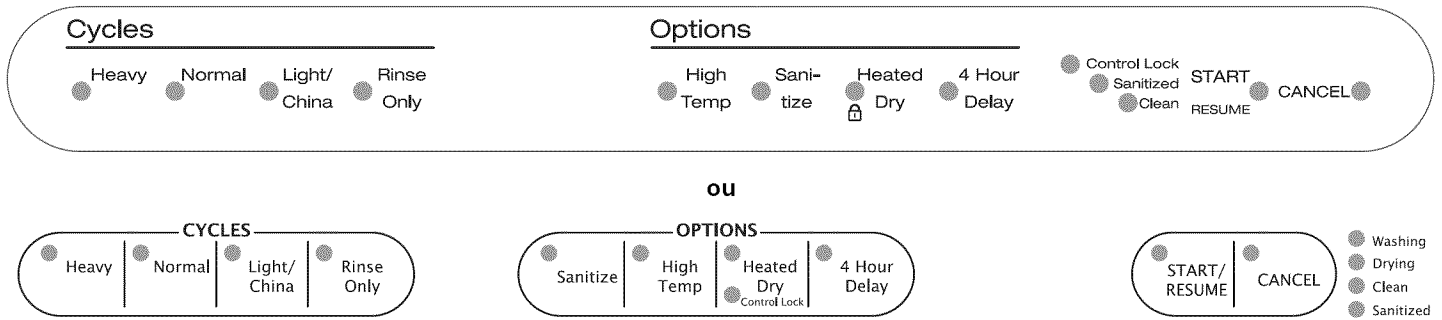 Cycles
Options
Heavy
Normal
Light/
China
Rinse
Only
High
Temp
Sani-
tize
Heated
Dry
4 Hour
Delay
Control Lock
Sanitized
Clean
START
RESUME
CANCEL
ou
CYCLES
Heavy
Normal
Light/
China
Rinse
Only
OPTIONS
Sanitize
High
Temp
Heated
Dry
Control Lock
4 Hour
Delay
START/
RESUME
CANCEL
Washing
Drying
Clean
Sanitized